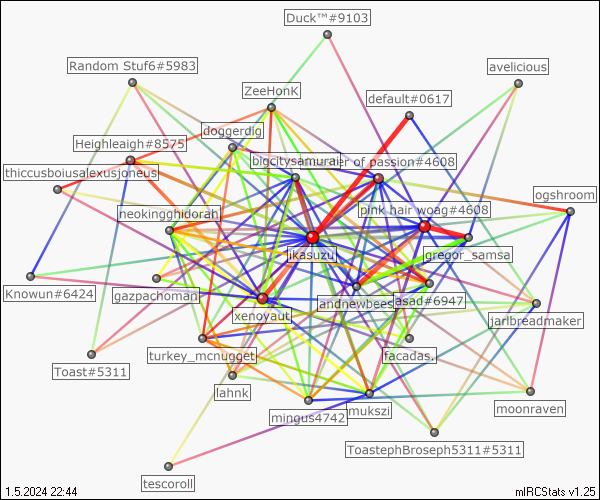 Duck™#9103
Random Stuf6#5983
avelicious
ZeeHonK
default#0617
doggerdig
Heighleaigh#8575
bigcitysamurai
er of passion#4608
thiccusboiusalexusjoneus
ogshroom
neokingghidorah
pink hair woag#4608
jikasuzui
gregor_samsa
Knowun#6424
gazpachoman
andnewbees
asad#6947
xenoyaut
jarlbreadmaker
turkey_mcnugget
facadas.
Toast#5311
lahnk
mingus4742
mukszi
moonraven
ToastephBroseph5311#5311
tescoroll
1.5.2024 22:44
mIRCStats v1.25